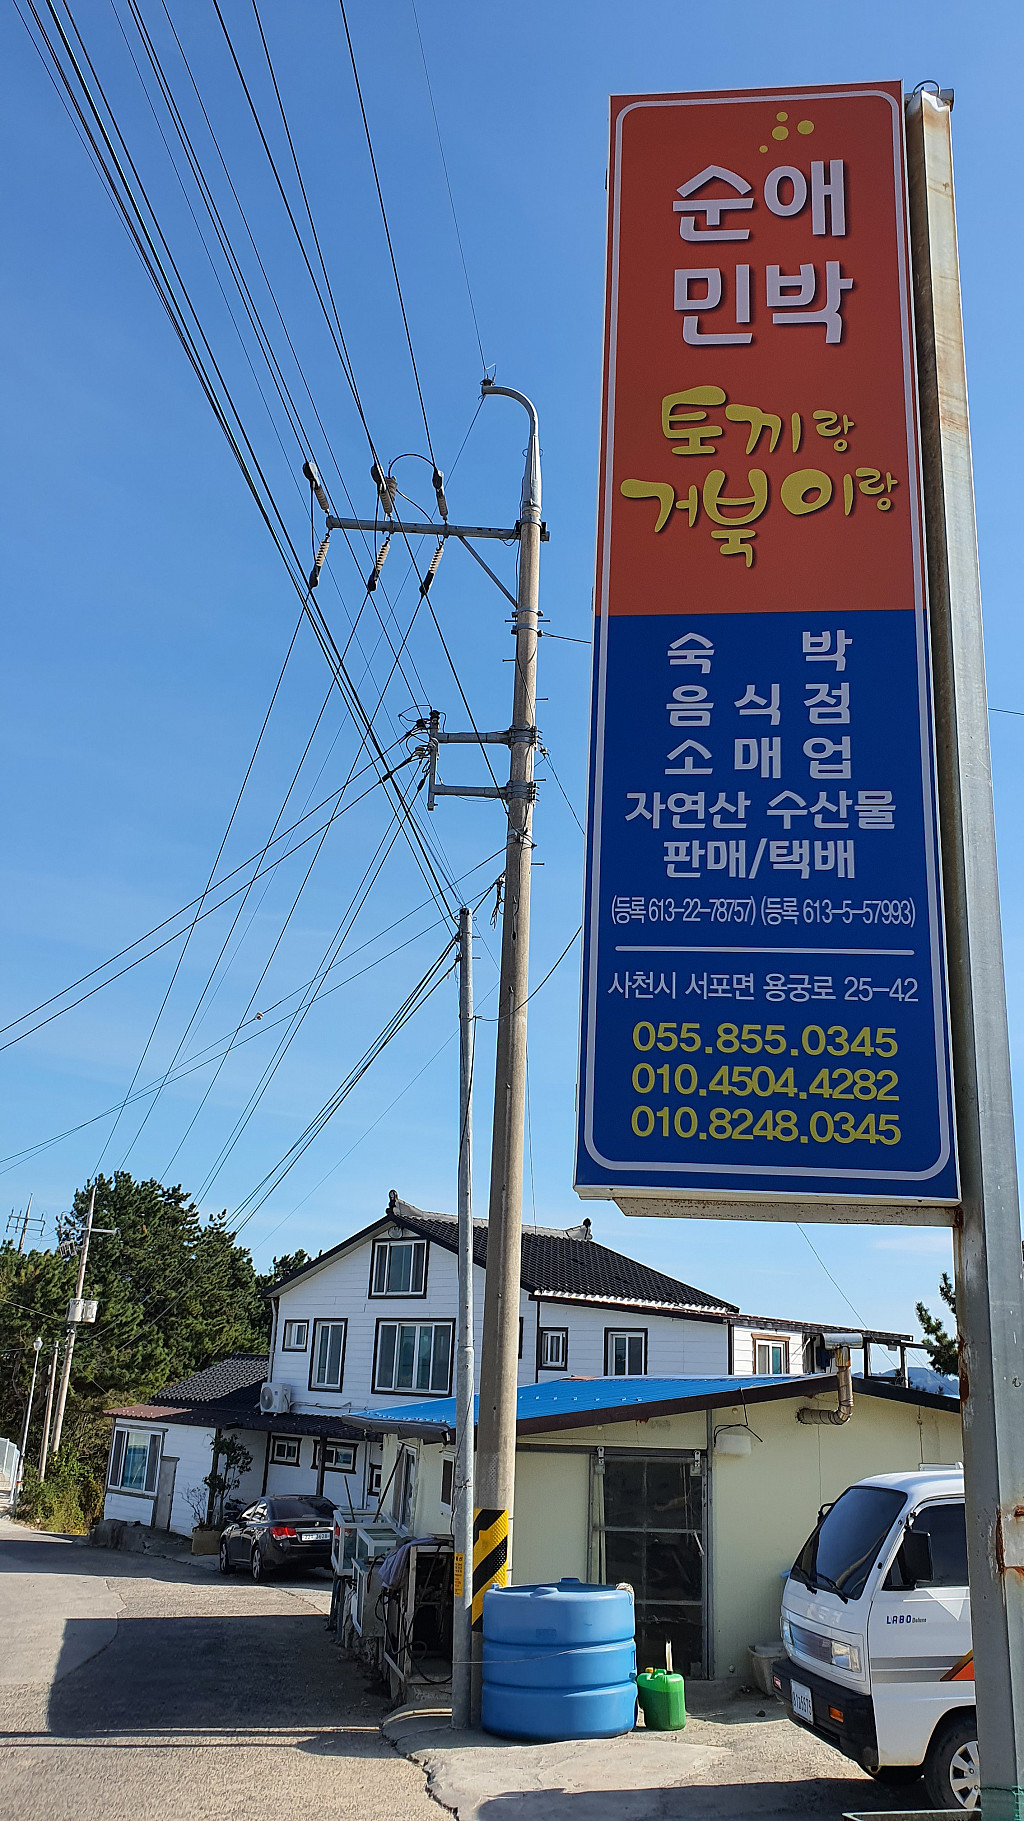 순애
민박
토끼랑
거북이랑
숙 박
음 식 점
소 매 업
자연산 수산물
판매/택배
(등록 613-22-78757) (등록 613-5-57993)
사천시 서포면 용궁로 25-42
055.855.0345
010.4504.4282
010.8248.0345
LABO Deluxe